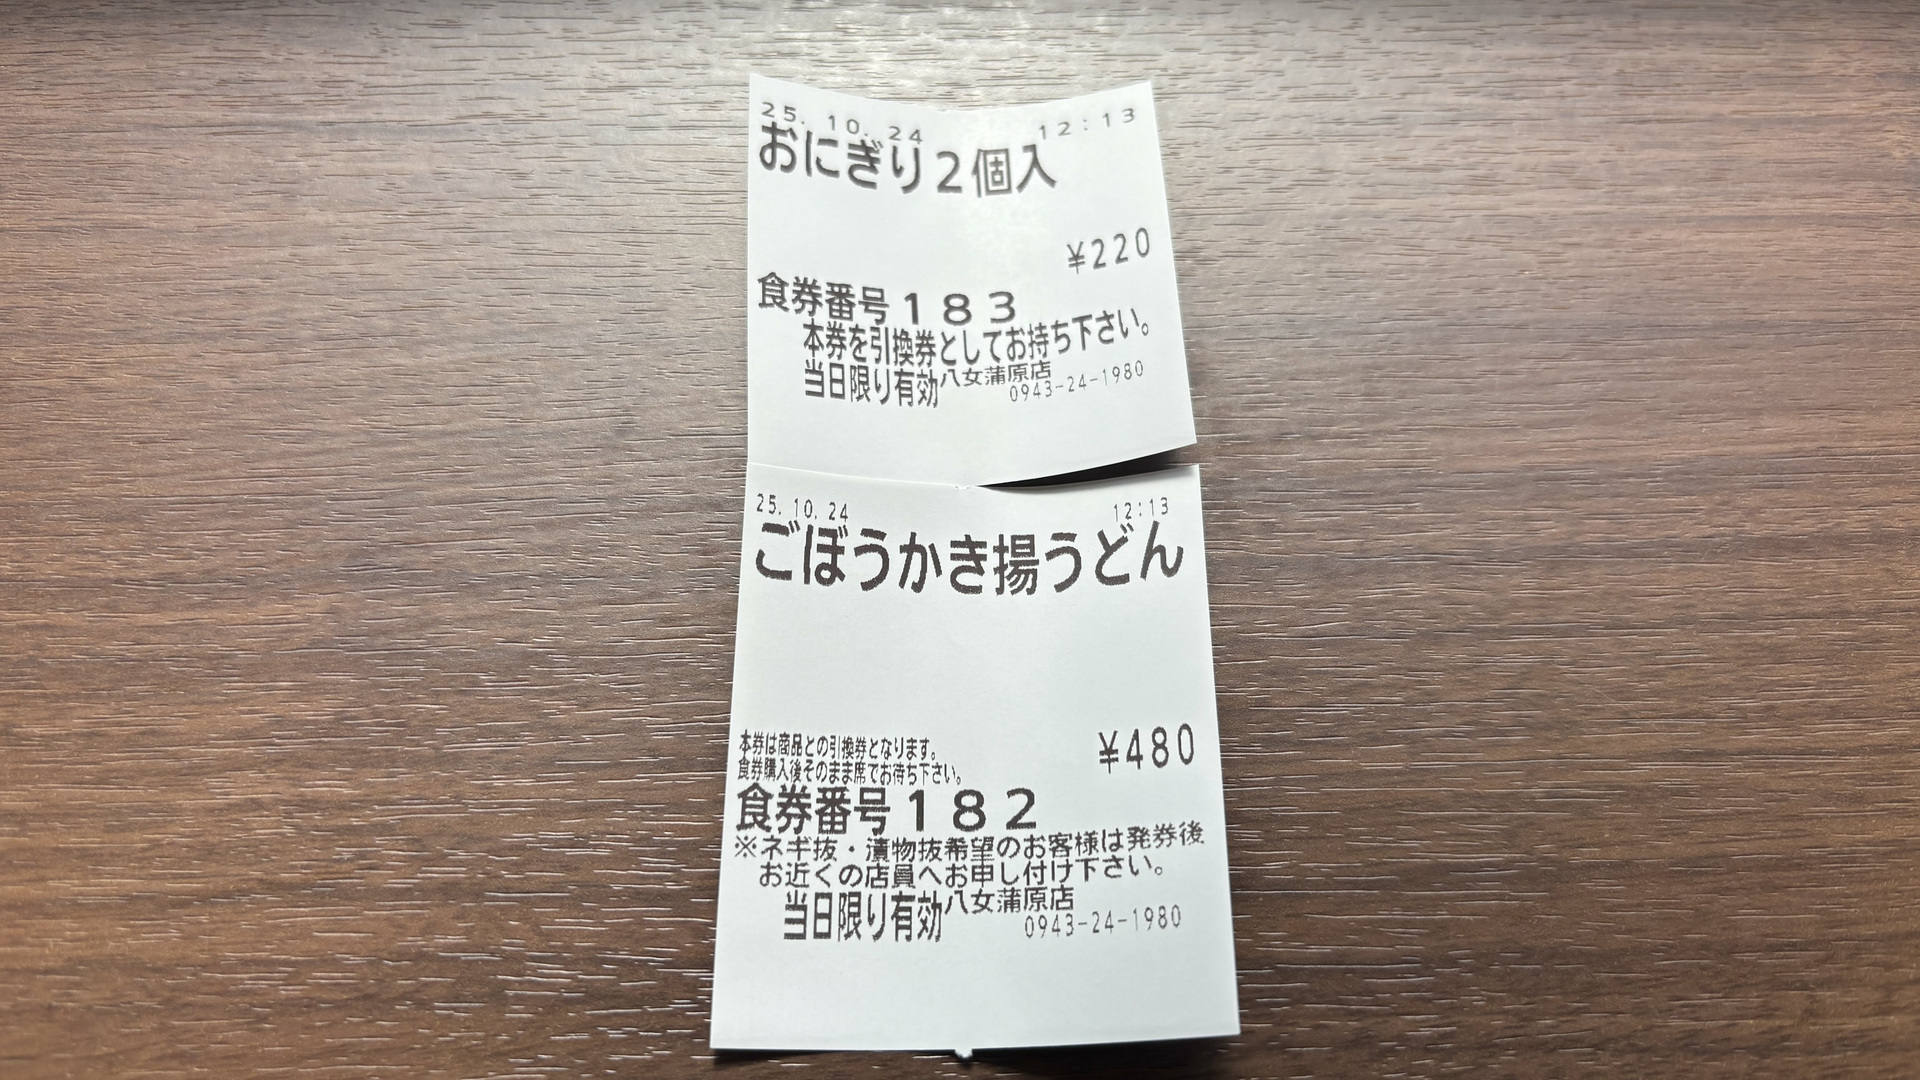 25.10.24 12:13
おにぎり2個入
¥220
食券番号183
本券を引換券としてお持ち下さい。
当日限り有効 八女蒲原店
0943-24-1980
25.10.24 12:13
ごぼうかき揚うどん
¥480
本券は商品との引換券となります。
食券購入後そのまま席でお待ち下さい。
食券番号182
※ネギ抜・漬物抜希望のお客様は発券後
お近くの店員へお申し付け下さい。
当日限り有効 八女蒲原店
0943-24-1980